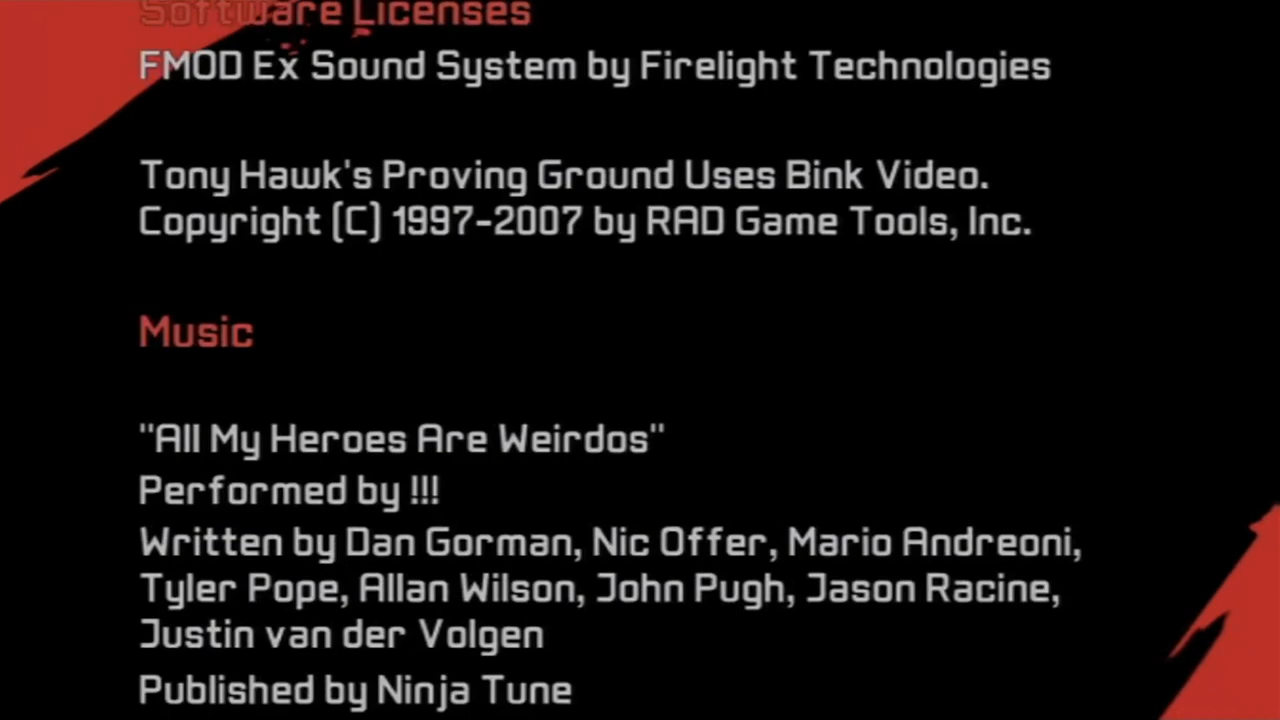 Software Licenses
FMOD Ex Sound System by Firelight Technologies
Tony Hawk's Proving Ground Uses Bink Video.
Copyright (C) 1997-2007 by RAD Game Tools, Inc.
Music
"All My Heroes Are Weirdos"
Performed by !!!
Written by Dan Gorman, Nic Offer, Mario Andreoni,
Tyler Pope, Allan Wilson, John Pugh, Jason Racine,
Justin van der Volgen
Published by Ninja Tune